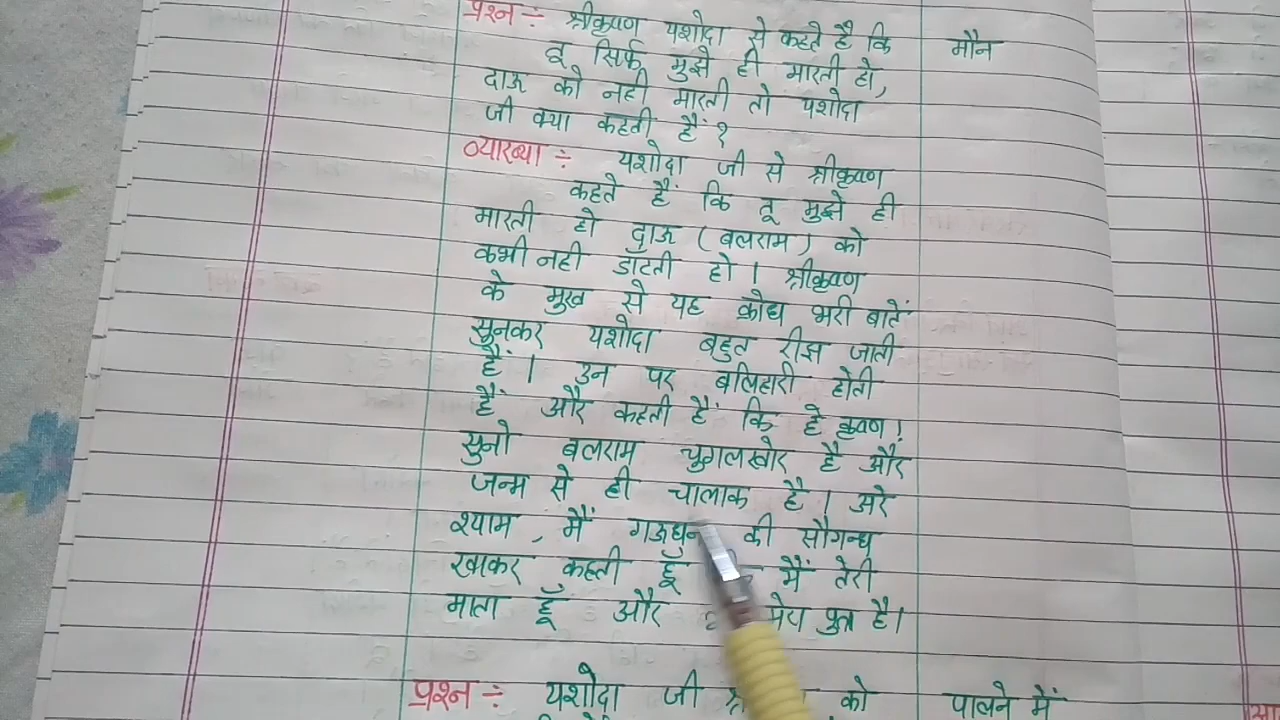 प्रश्न ÷ श्रीकृष्ण यशोदा से कहते है कि मौन
तू सिर्फ मुझे ही मारती हो,
दाऊ को नही मारती तो यशोदा
जी क्या कहती हैं ?
व्याख्या ÷ यशोदा जी से श्रीकृष्ण
कहते हैं कि तू मुझे ही
मारती हो दाऊ (बलराम) को
कभी नही डाँटती हो । श्रीकृष्ण
के मुख से यह क्रोध भरी बातें
सुनकर यशोदा बहुत रीझ जाती
हैं । उन पर बलिहारी होती
हैं और कहती हैं कि हे कृष्ण!
सुनो बलराम चुगलखोर है और
जन्म से ही चालाक है । अरे
श्याम , मैं गऊधन की सौगन्ध
खाकर कहती हूँ मैं तेरी
माता हूँ और पुत्र है।
प्रश्न ÷ यशोदा जी को पालने में